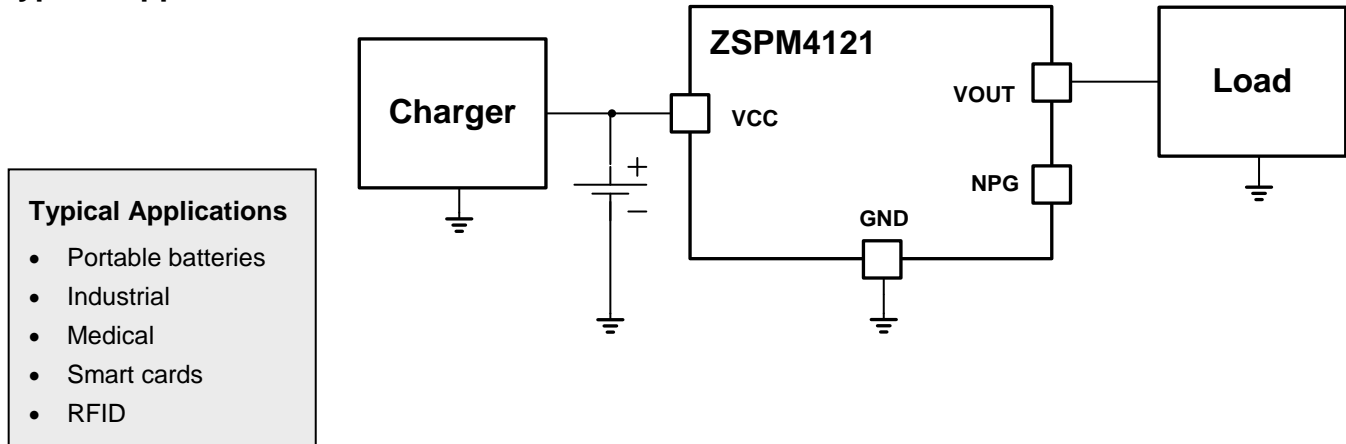 ZSPM4121
Charger
VCC
VOUT
Load
NPG
GND
+
–
Typical Applications
• Portable batteries
• Industrial
• Medical
• Smart cards
• RFID